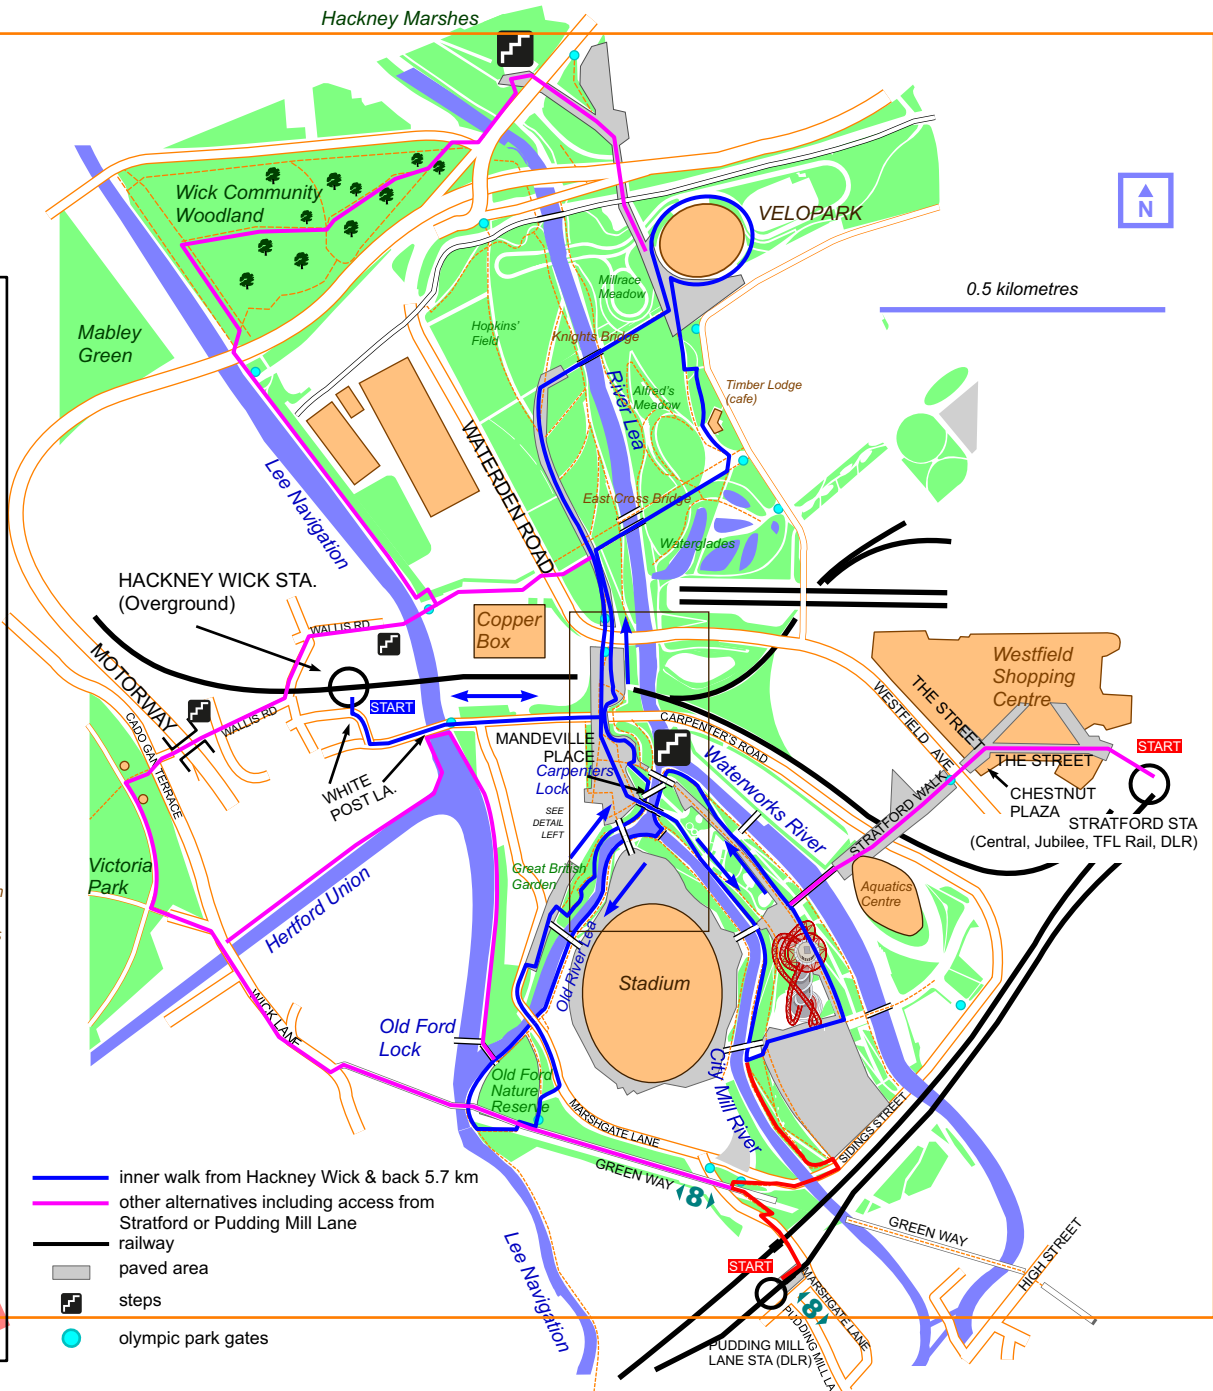 Hackney Marshes
Wick Community
Woodland
VELOPARK
N
0.5 kilometres
Millrace
Meadow
Mabley
Green
Hopkins'
Field
Knights Bridge
River Lea
Alfred's
Meadow
Timber Lodge
(cafe)
WATERDEN ROAD
Lee Navigation
East Cross Bridge
Waterglades
HACKNEY WICK STA.
(Overground)
WALLIS RD
Copper
Box
MOTORWAY
CADOGAN TERRACE
WALLIS RD
START
WHITE
POST LA.
MANDEVILLE
PLACE
Carpenters
Lock
SEE
DETAIL
LEFT
CARPENTER'S ROAD
Waterworks River
WESTFIELD AVE
THE STREET
Westfield
Shopping
Centre
THE STREET
START
CHESTNUT
PLAZA
STRATFORD STA
(Central, Jubilee, TFL Rail, DLR)
STRATFORD WALK
Aquatics
Centre
Victoria
Park
Hertford Union
Great British
Garden
Old River Lea
Stadium
WICK LANE
Old Ford
Lock
Old Ford
Nature
Reserve
City Mill River
MARSHGATE LANE
SIDINGS STREET
GREEN WAY
8
GREEN WAY
HIGH STREET
START
MARSHGATE LANE
8
PUDDING MILL LA
PUDDING MILL
LANE STA (DLR)
Lee Navigation
inner walk from Hackney Wick & back 5.7 km
other alternatives including access from
Stratford or Pudding Mill Lane
railway
paved area
steps
olympic park gates